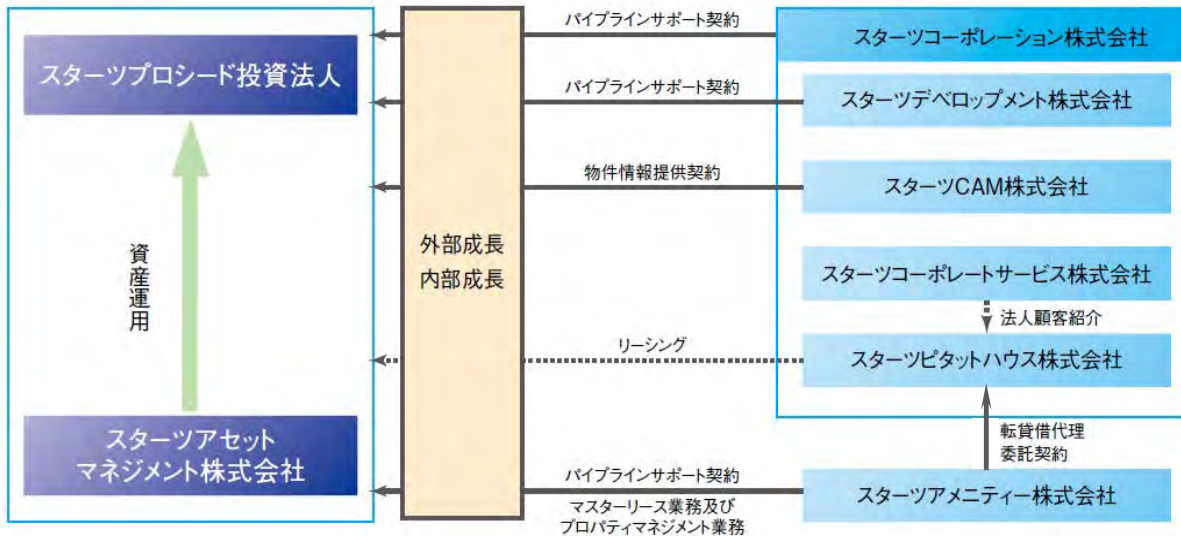 スタープロシード投資法人
資産運用
スターツアセット
マネジメント株式会社
外部成長
内部成長
パイプラインサポート契約
スターツコーポレーション株式会社
パイプラインサポート契約
スターツデベロップメント株式会社
物件情報提供契約
スターツCAM株式会社
スターツコーポレートサービス株式会社
法人顧客紹介
リーシング
スターツピタットハウス株式会社
転貸借代理
委託契約
パイプラインサポート契約
マスターリース業務及び
プロパティマネジメント業務
スターツアメニティー株式会社